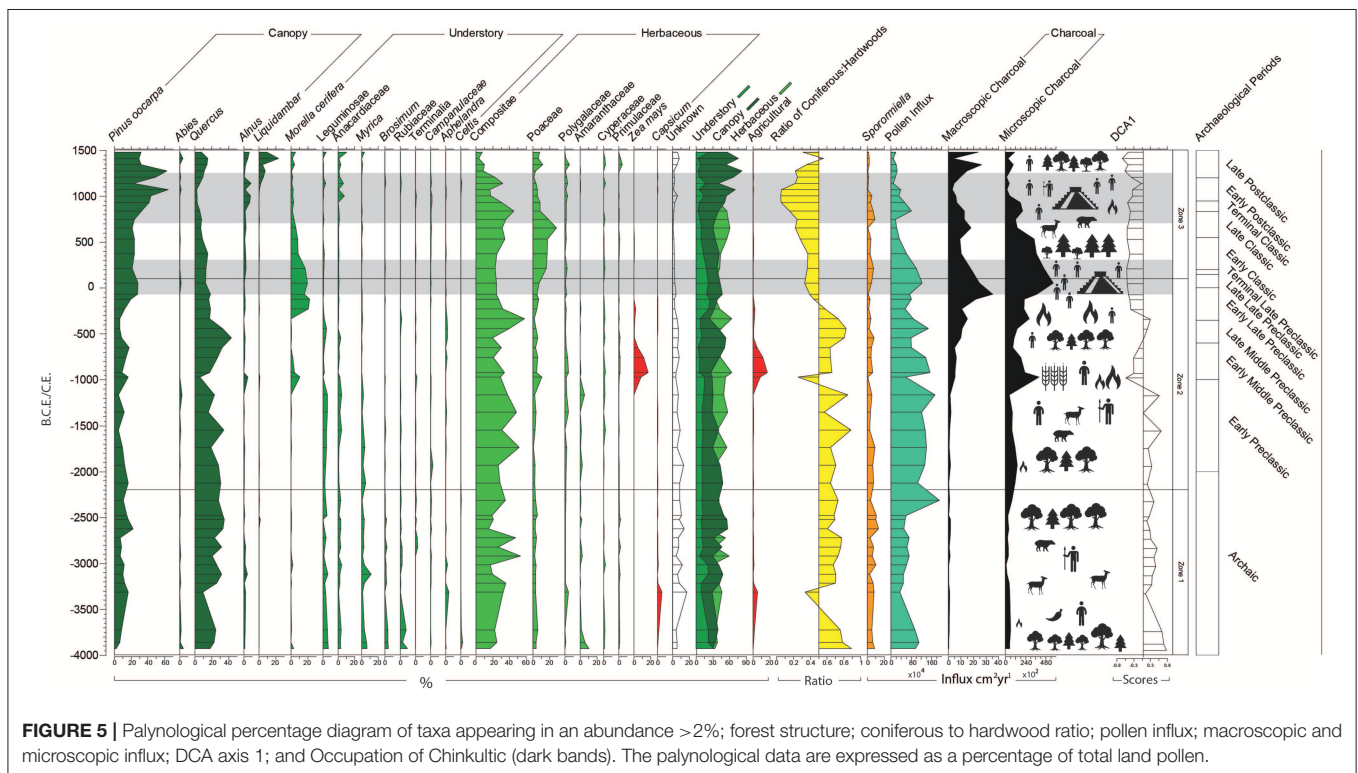 Canopy Understory Herbaceous Charcoal
Pinus oocarpa
Abies
Quercus
Alnus
Liquidambar
Morella cerifera
Leguminosae
Anacardiaceae
Myrica
Brosimum
Rubiaceae
Terminalia
Campanulaceae
Aphelandra
Celtis
Compositae
Poaceae
Polygalaceae
Amaranthaceae
Cyperaceae
Primulaceae
Zea mays
Capsicum
Unknown
Understory
Canopy
Herbaceous
Agricultural
Ratio of Coniferous:Hardwoods
Sporormiella
Pollen Influx
Macroscopic Charcoal
Microscopic Charcoal
DCA1
Archaeological Periods
B.C.E./C.E.
1500
1000
500
0
-500
-1000
-1500
-2000
-2500
-3000
-3500
-4000
Zone 3
Zone 2
Zone 1
Late Postclassic
Early Postclassic
Terminal Classic
Late Classic
Early Classic
Terminal Late Preclassic
Late Late Preclassic
Early Late Preclassic
Late Middle Preclassic
Early Middle Preclassic
Early Preclassic
Archaic
% Ratio x10⁴ Influx cm²yr¹ x10² Scores
FIGURE 5 | Palynological percentage diagram of taxa appearing in an abundance >2%; forest structure; coniferous to hardwood ratio; pollen influx; macroscopic and
microscopic influx; DCA axis 1; and Occupation of Chinkultic (dark bands). The palynological data are expressed as a percentage of total land pollen.